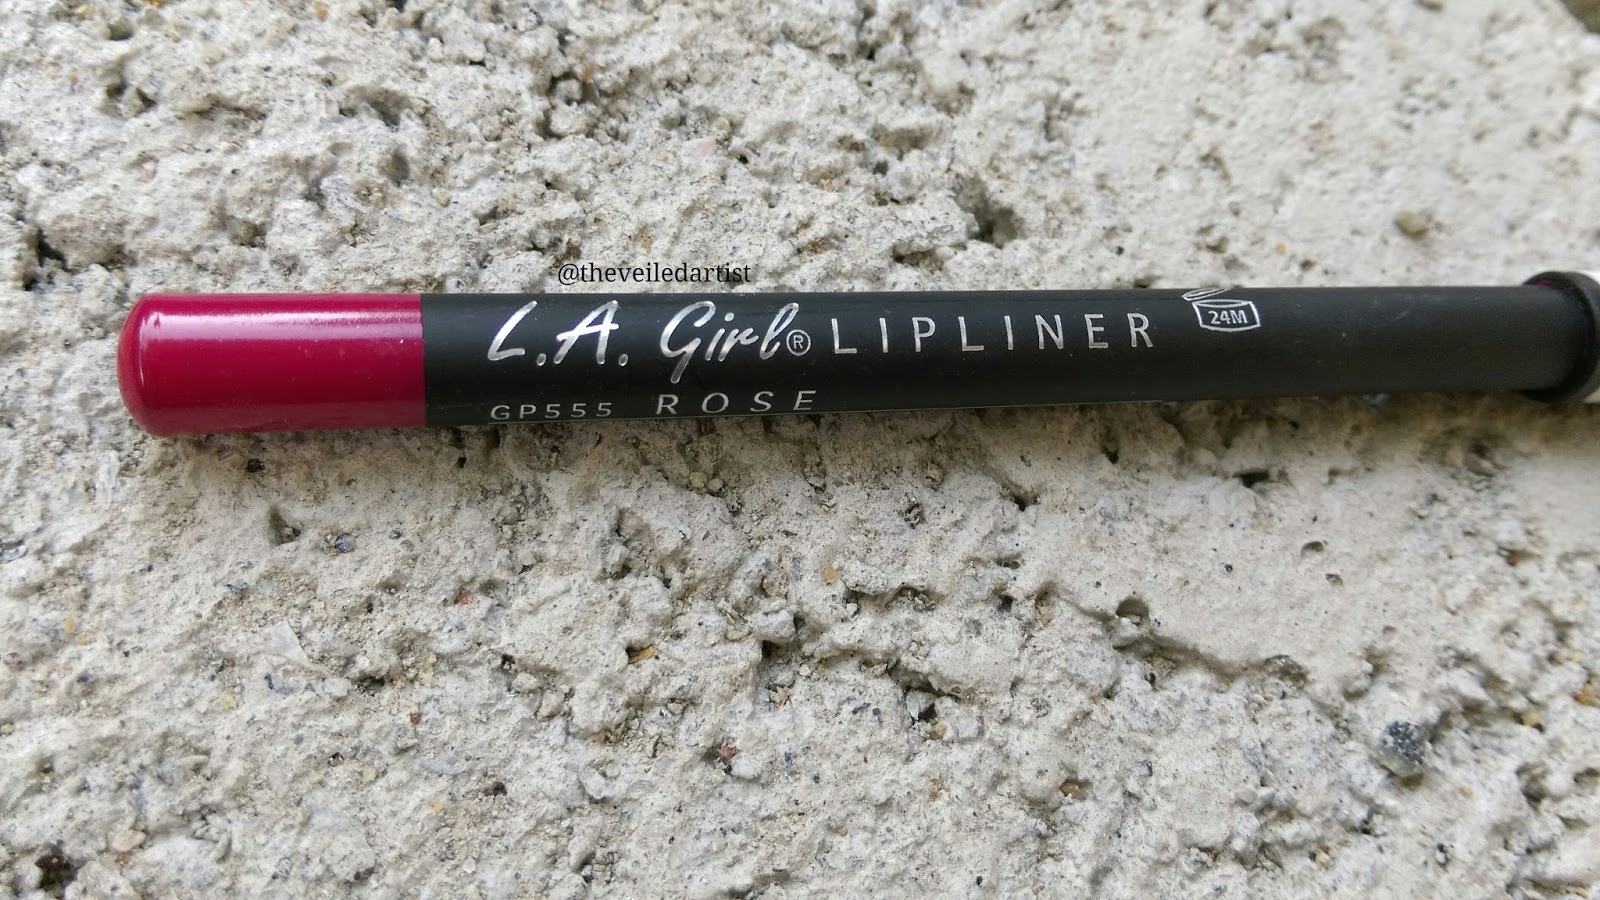 @theveiledartist
L.A. Girl® LIPLINER 24M
GP555 ROSE